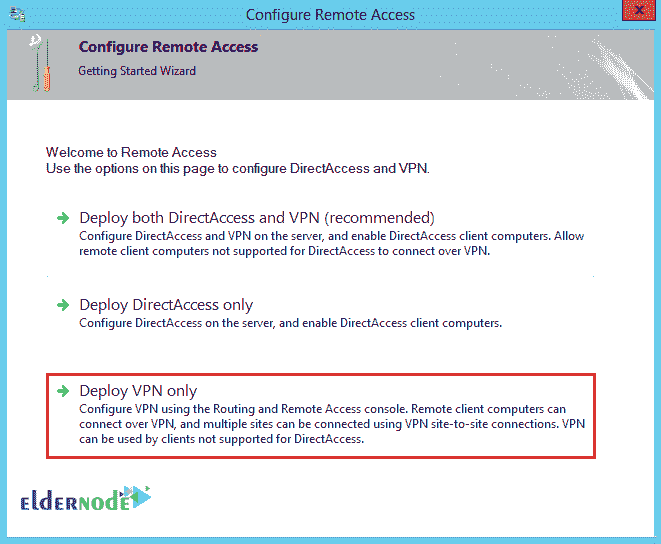 Configure Remote Access
Configure Remote Access
Getting Started Wizard
Welcome to Remote Access
Use the options on this page to configure DirectAccess and VPN.
Deploy both DirectAccess and VPN (recommended)
Configure DirectAccess and VPN on the server, and enable DirectAccess client computers. Allow
remote client computers not supported for DirectAccess to connect over VPN.
Deploy DirectAccess only
Configure DirectAccess on the server, and enable DirectAccess client computers.
Deploy VPN only
Configure VPN using the Routing and Remote Access console. Remote client computers can
connect over VPN, and multiple sites can be connected using VPN site-to-site connections. VPN
can be used by clients not supported for DirectAccess.
elderNode